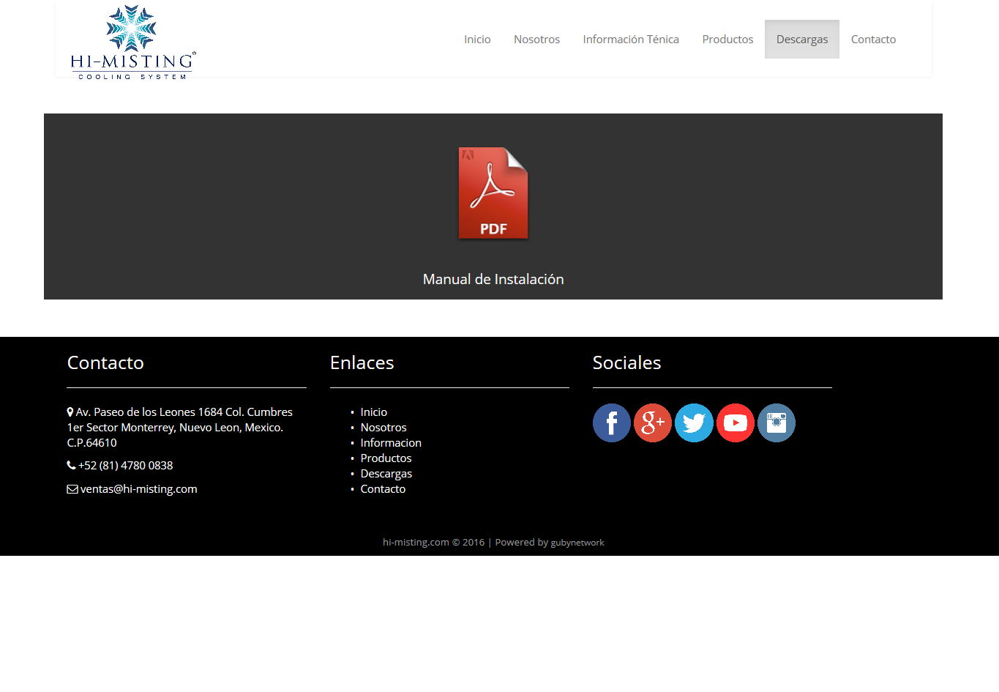 HI-MISTING®
COOLING SYSTEM
Inicio Nosotros Información Ténica Productos Descargas Contacto
PDF
Manual de Instalación
Contacto
Av. Paseo de los Leones 1684 Col. Cumbres
1er Sector Monterrey, Nuevo Leon, Mexico.
C.P.64610
+52 (81) 4780 0838
ventas@hi-misting.com
Enlaces
• Inicio
• Nosotros
• Informacion
• Productos
• Descargas
• Contacto
Sociales
hi-misting.com © 2016 | Powered by gubynetwork